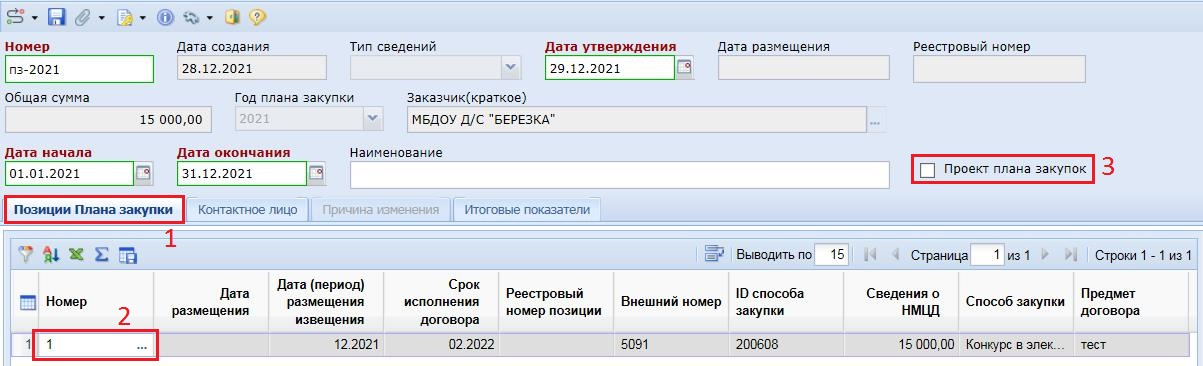 Номер
Дата создания
Тип сведений
Дата утверждения
Дата размещения
Реестровый номер
пз-2021
28.12.2021
29.12.2021
Общая сумма
Год плана закупки
Заказчик(краткое)
15 000,00
2021
МБДОУ Д/С "БЕРЕЗКА"
...
Дата начала
Дата окончания
Наименование
01.01.2021
31.12.2021
Проект плана закупок
3
Позиции Плана закупки
Контактное лицо
Причина изменения
Итоговые показатели
1
Выводить по 15
Страница 1 из 1
Строки 1 - 1 из 1
Номер
Дата
размещения
Дата (период)
размещения
извещения
Срок
исполнения
договора
Реестровый
номер позиции
Внешний номер
ID способа
закупки
Сведения о
НМЦД
Способ закупки
Предмет
договора
2
1 1 ... 12.2021 02.2022 5091 200608 15 000,00 Конкурс в элек... тест